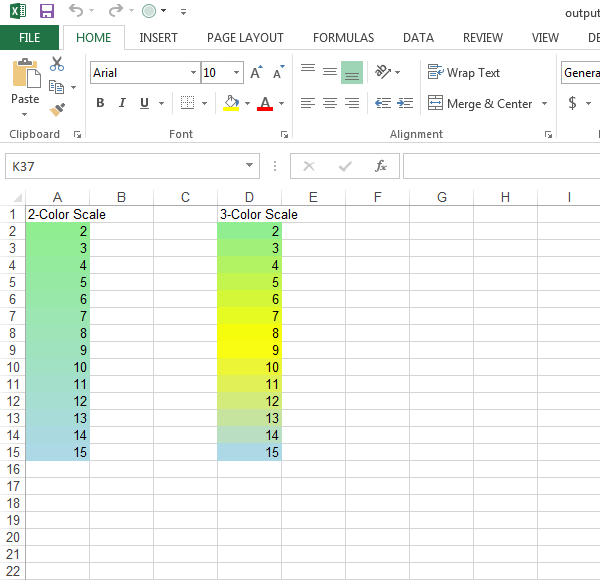 output
FILE HOME INSERT PAGE LAYOUT FORMULAS DATA REVIEW VIEW DE
Paste
Arial 10 A A Wrap Text Genera
B I U A Merge & Center $
Clipboard Font Alignment
K37 fx
A B C D E F G H I
1 2-Color Scale 3-Color Scale
2 2 2
3 3 3
4 4 4
5 5 5
6 6 6
7 7 7
8 8 8
9 9 9
10 10 10
11 11 11
12 12 12
13 13 13
14 14 14
15 15 15
16
17
18
19
20
21
22